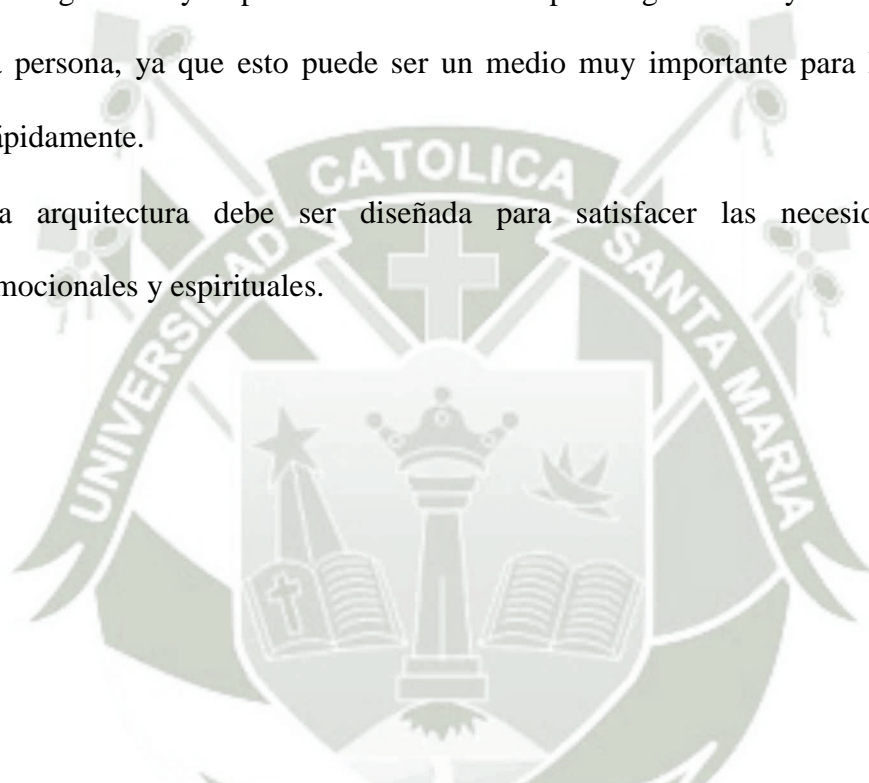 persona, ya que esto puede ser un medio muy importante para
ápidamente.
CATOLICA
a arquitectura debe ser diseñada para satisfacer las
UNIVERSIDAD
SANTA MARIA
mocionales y espirituales.